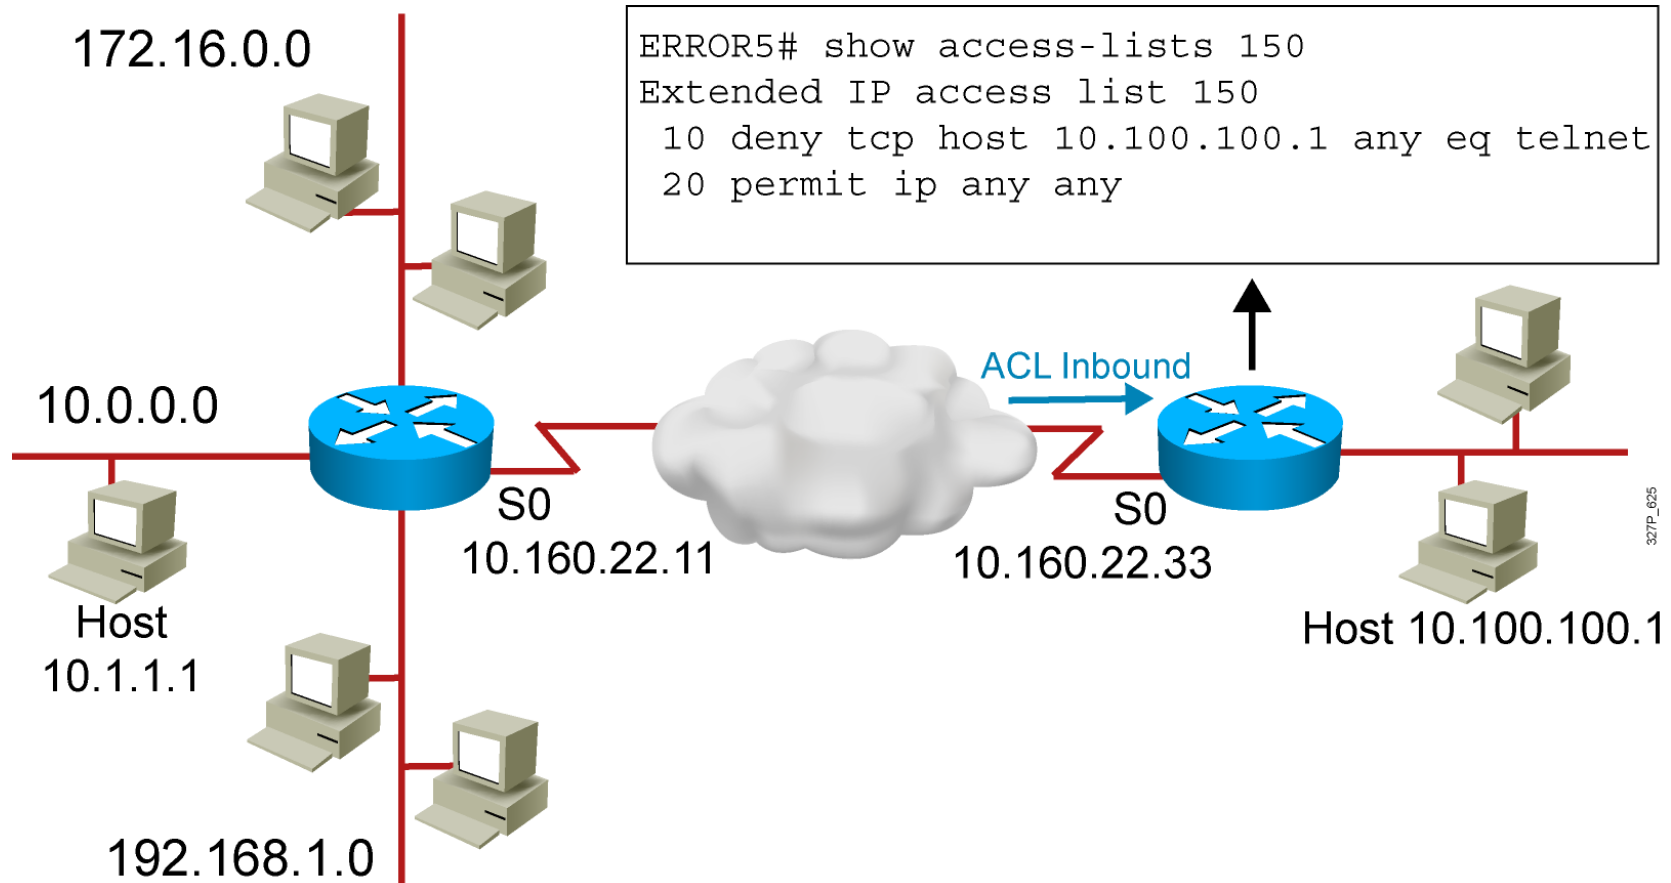 172.16.0.0
ERROR5# show access-lists 150
Extended IP access list 150
10 deny tcp host 10.100.100.1 any eq telnet
20 permit ip any any
ACL Inbound
10.0.0.0
S0
10.160.22.11
S0
10.160.22.33
327P_625
Host
10.1.1.1
Host 10.100.100.1
192.168.1.0